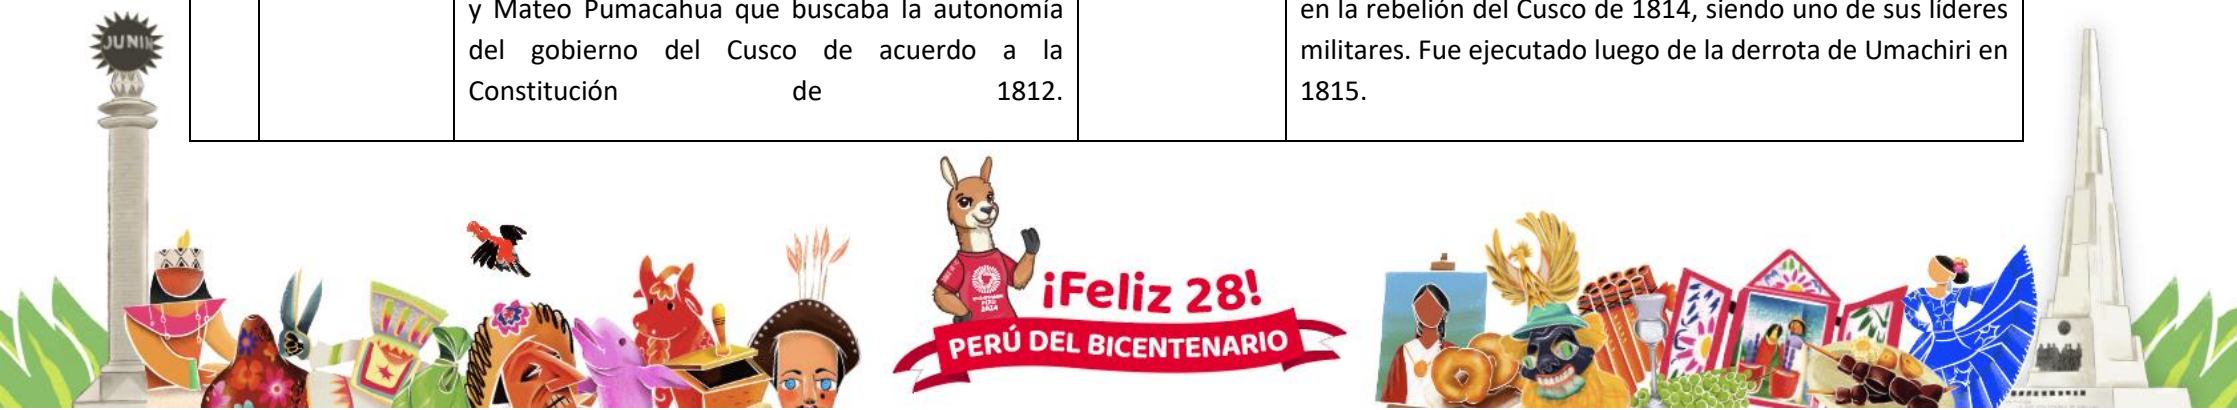 JUNIN
y Mateo Pumacahua que buscaba la autonomía
del gobierno del Cusco de acuerdo a la
Constitución de 1812.
en la rebelión del Cusco de 1814, siendo uno de sus líderes
militares. Fue ejecutado luego de la derrota de Umachiri en
1815.
¡Feliz 28!
PERÚ DEL BICENTENARIO